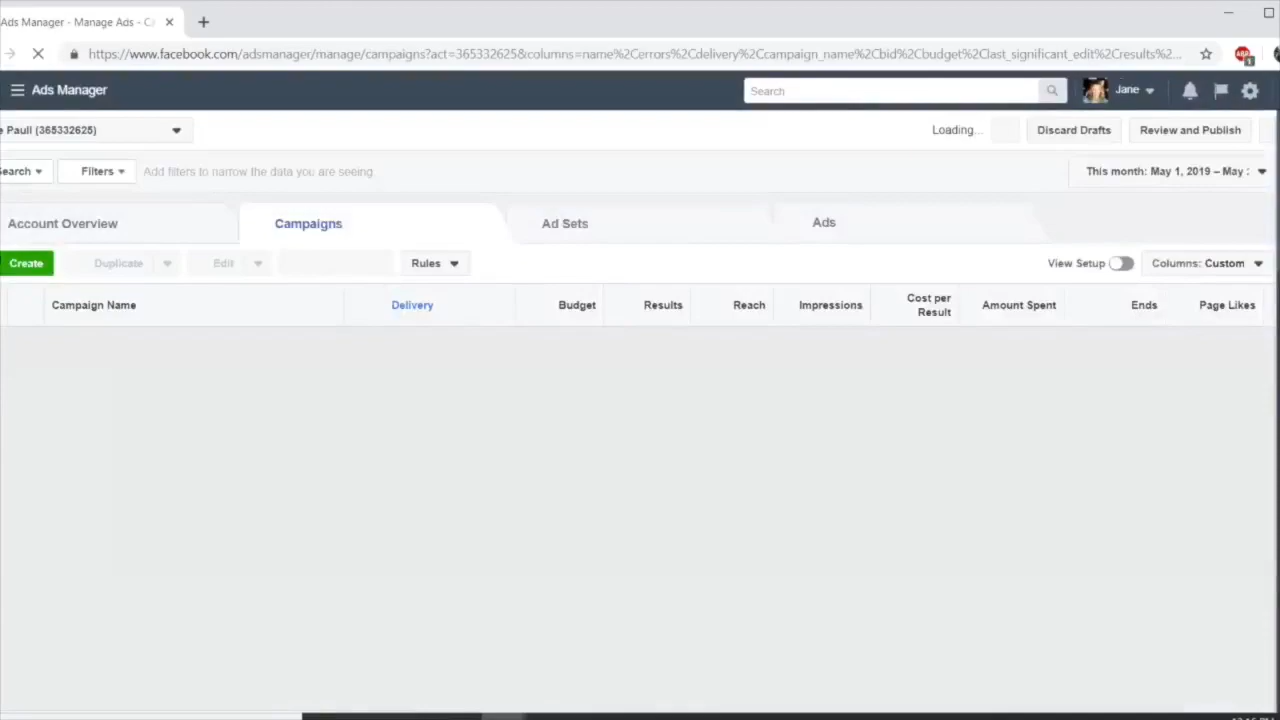 Ads Manager - Manage Ads - Ca
https://www.facebook.com/adsmanager/manage/campaigns?act=365332625&columns=name%2Cerrors%2Cdelivery%2Ccampaign_name%2Cbid%2Cbudget%2Clast_significant_edit%2Cresults%2...
ABP
1
Ads Manager
Search
Jane
e Paull (365332625)
Loading...
Discard Drafts
Review and Publish
Search
Filters
Add filters to narrow the data you are seeing.
This month: May 1, 2019 – May
Account Overview
Campaigns
Ad Sets
Ads
Create
Duplicate
Edit
Rules
View Setup
Columns: Custom
Campaign Name
Delivery
Budget
Results
Reach
Impressions
Cost per
Result
Amount Spent
Ends
Page Likes